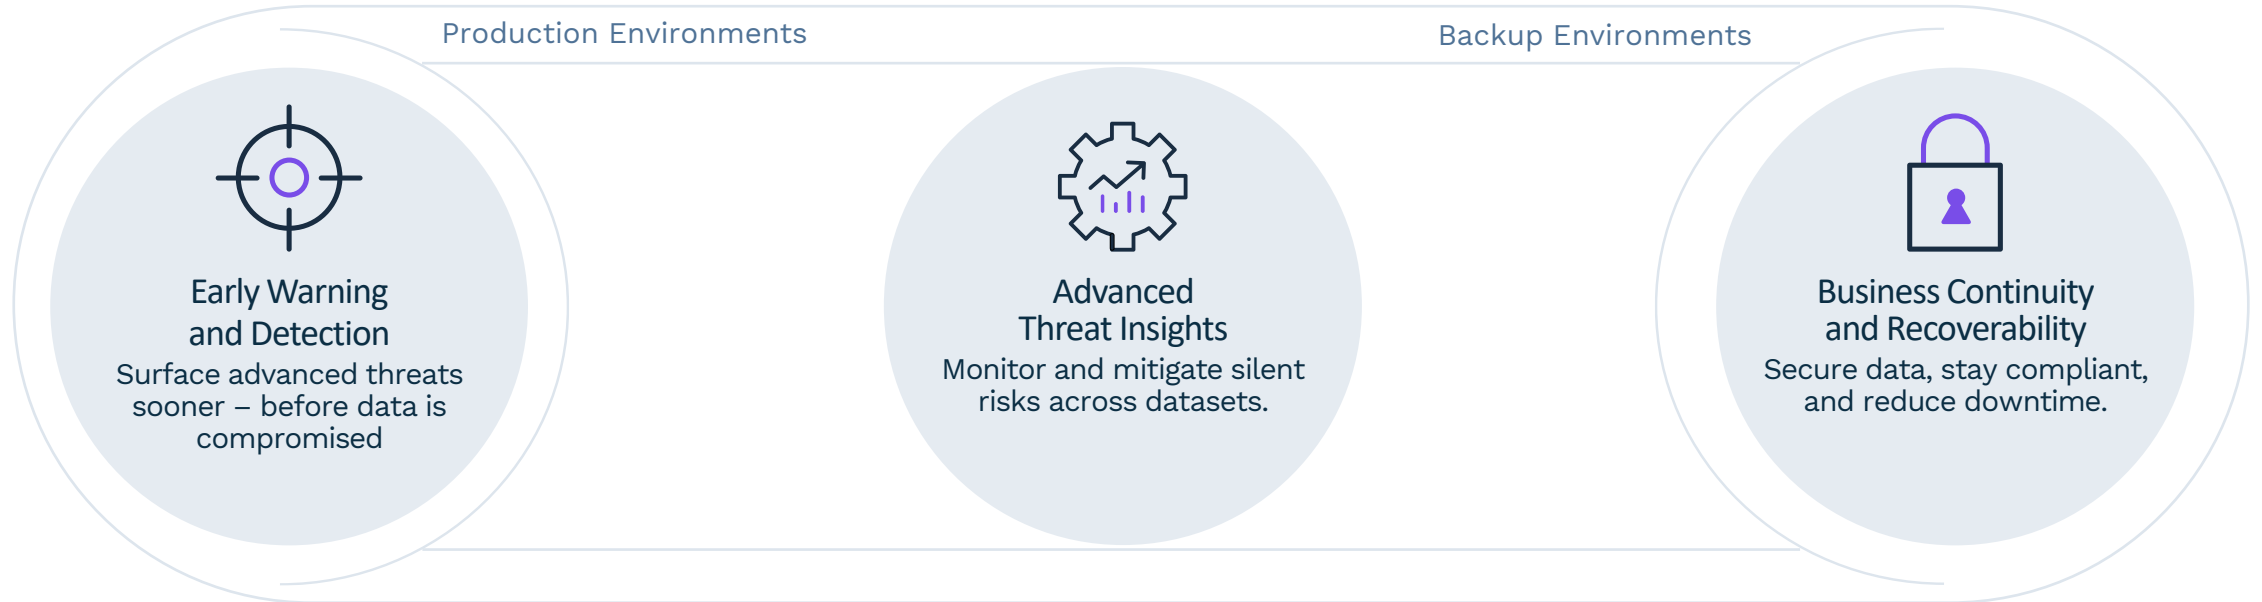 Production Environments
Backup Environments
Early Warning
and Detection
Surface advanced threats
sooner – before data is
compromised
Advanced
Threat Insights
Monitor and mitigate silent
risks across datasets.
Business Continuity
and Recoverability
Secure data, stay compliant,
and reduce downtime.